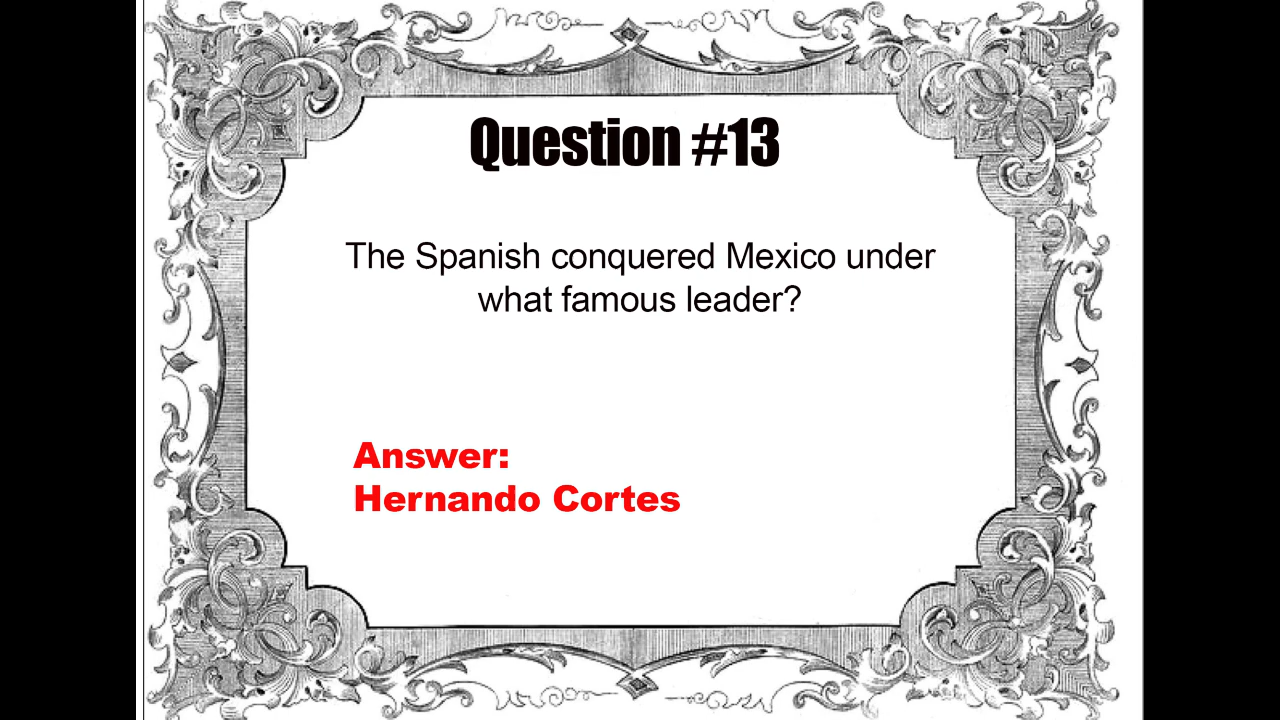 Question #13
The Spanish conquered Mexico under
what famous leader?
Answer:
Hernando Cortes